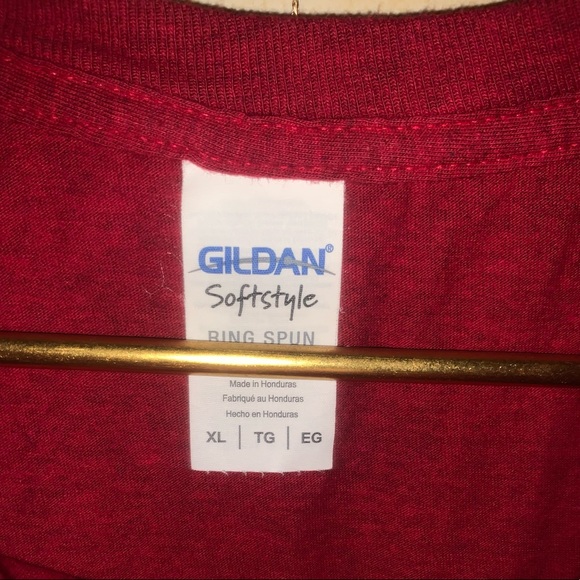 GILDAN®
Softstyle
RING SPUN
Made in Honduras
Fabriqué au Honduras
Hecho en Honduras
XL | TG | EG